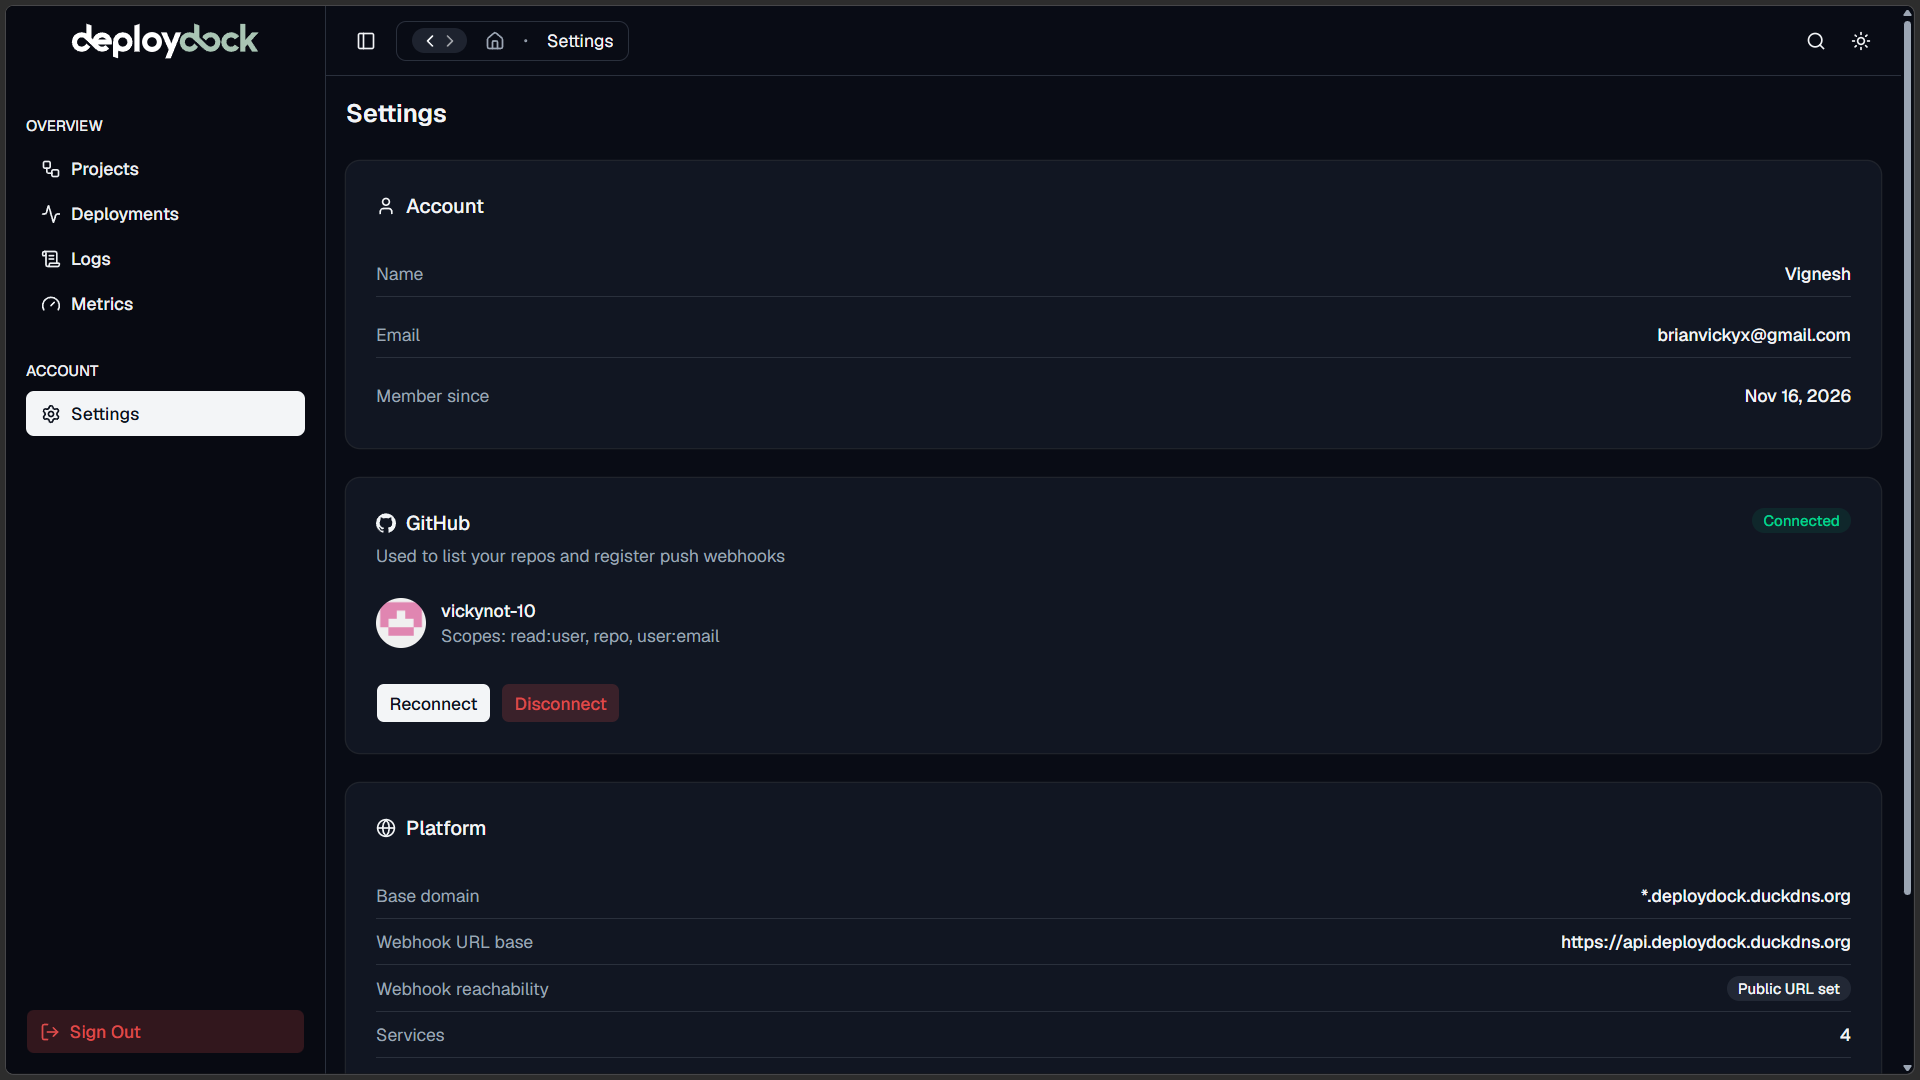 deploydock
OVERVIEW
Projects
Deployments
Logs
Metrics
ACCOUNT
Settings
Sign Out
Settings
Settings
Account
Name Vignesh
Email brianvickyx@gmail.com
Member since Nov 16, 2026
GitHub Connected
Used to list your repos and register push webhooks
vickynot-10
Scopes: read:user, repo, user:email
Reconnect Disconnect
Platform
Base domain *.deploydock.duckdns.org
Webhook URL base https://api.deploydock.duckdns.org
Webhook reachability Public URL set
Services 4